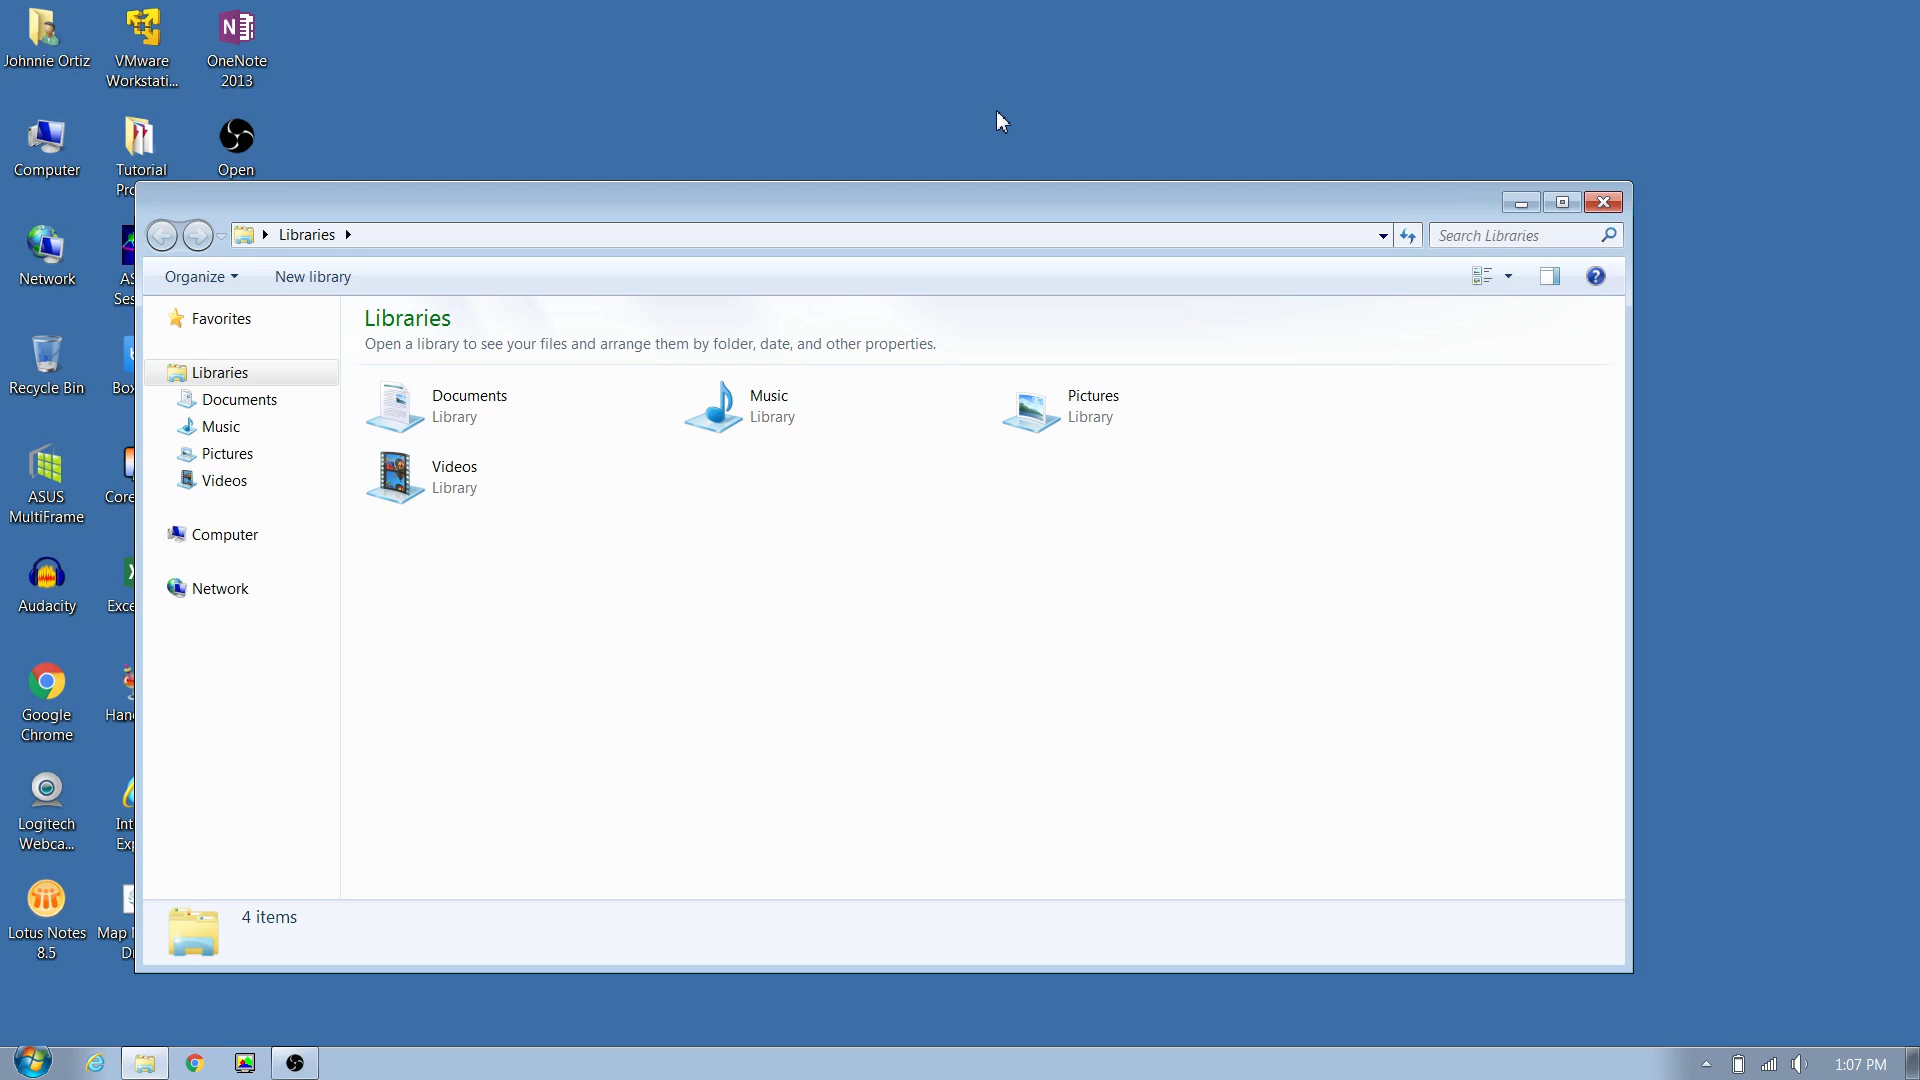 Johnnie Ortiz
VMware
Workstati...
OneNote
2013
N
Computer
Tutorial
Open
Network
Recycle Bin
ASUS
MultiFrame
Audacity
Google
Chrome
Logitech
Webca...
Lotus Notes
8.5
Map
Libraries
Search Libraries
Organize
New library
?
Favorites
Libraries
Documents
Music
Pictures
Videos
Computer
Network
Libraries
Open a library to see your files and arrange them by folder, date, and other properties.
Documents
Library
Music
Library
Pictures
Library
Videos
Library
4 items
1:07 PM